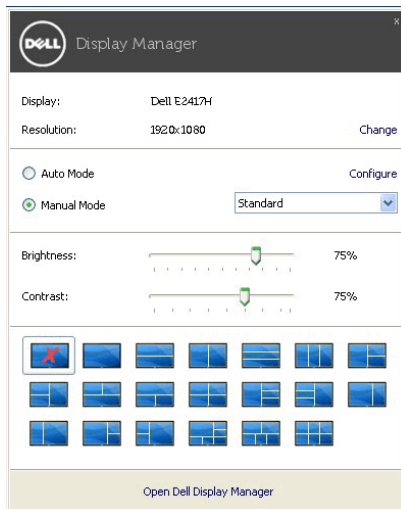 x
DELL Display Manager
Display: Dell E2417H
Resolution: 1920x1080 Change
Auto Mode Configure
Manual Mode Standard
Brightness: 75%
Contrast: 75%
Open Dell Display Manager